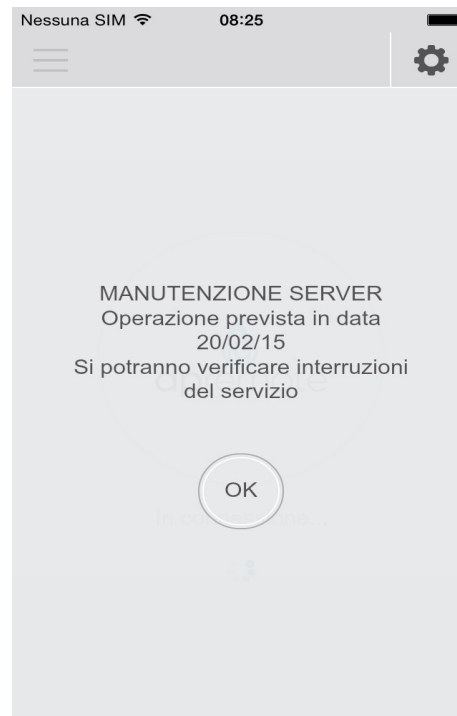 Nessuna SIM 08:25
MANUTENZIONE SERVER
Operazione prevista in data
20/02/15
Si potranno verificare interruzioni
del servizio
OK